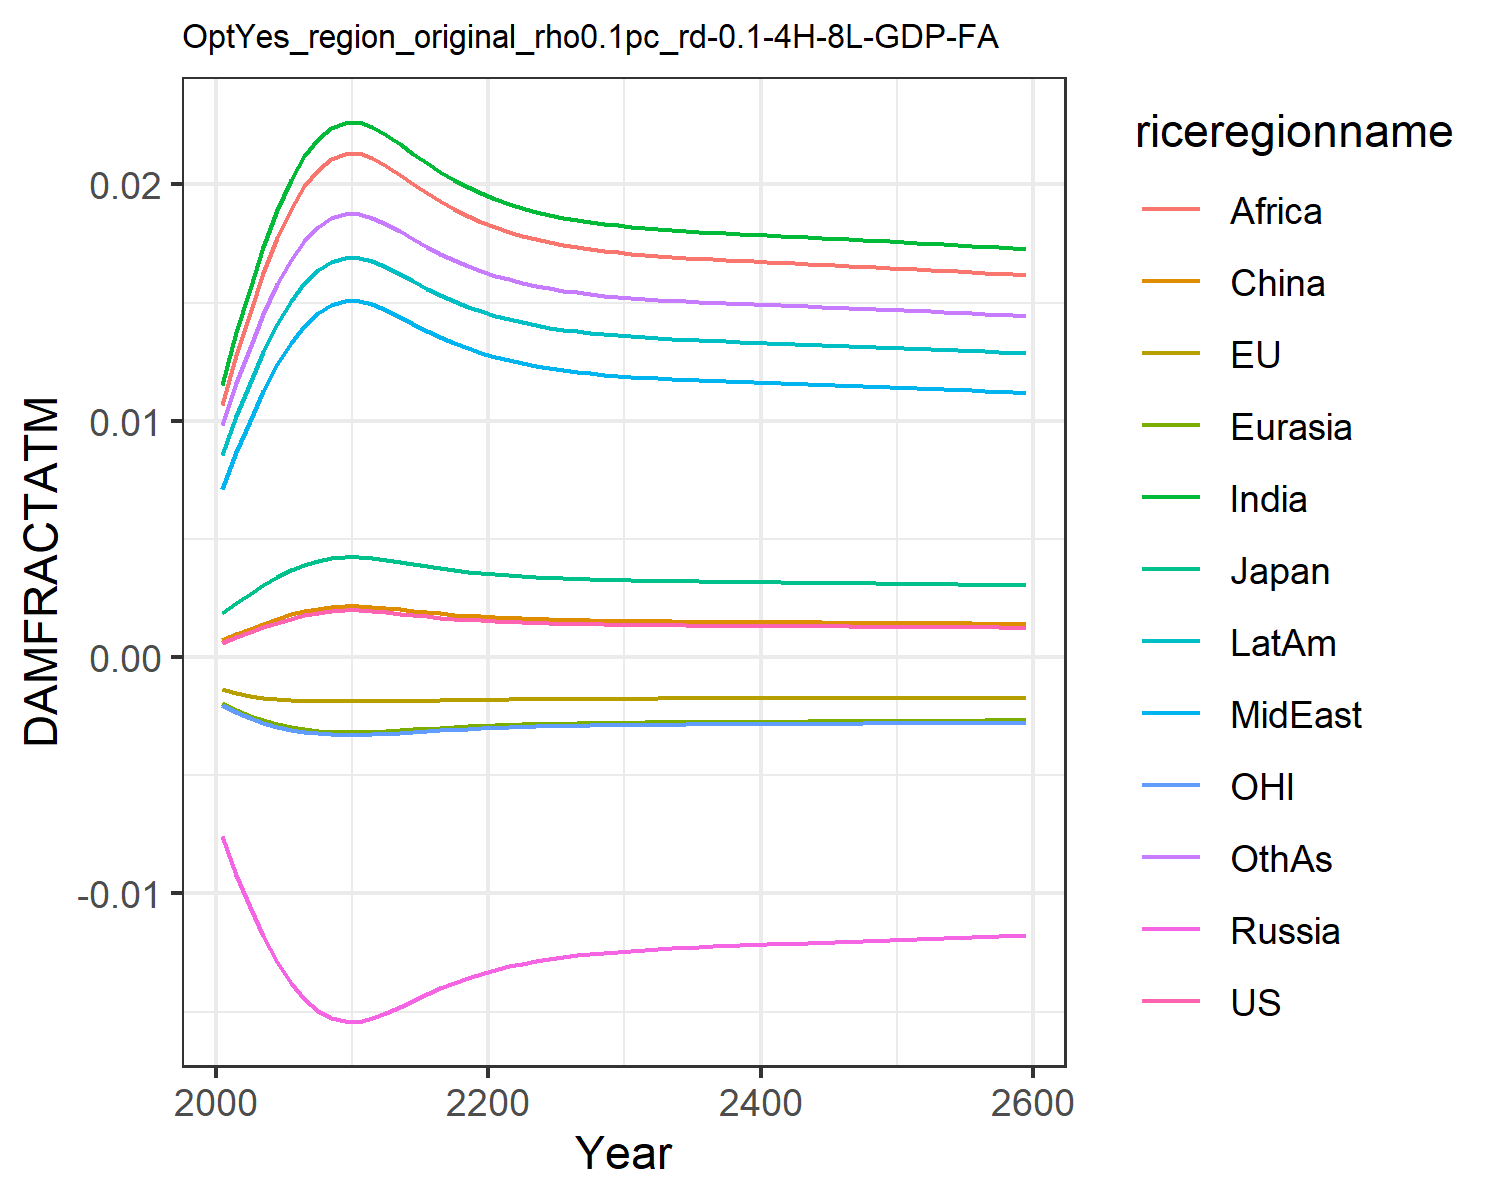 OptYes_region_original_rho0.1pc_rd-0.1-4H-8L-GDP-FA
DAMFRACTATM
0.02
0.01
0.00
-0.01
2000
2200
2400
2600
Year
riceregionname
Africa
China
EU
Eurasia
India
Japan
LatAm
MidEast
OHI
OthAs
Russia
US